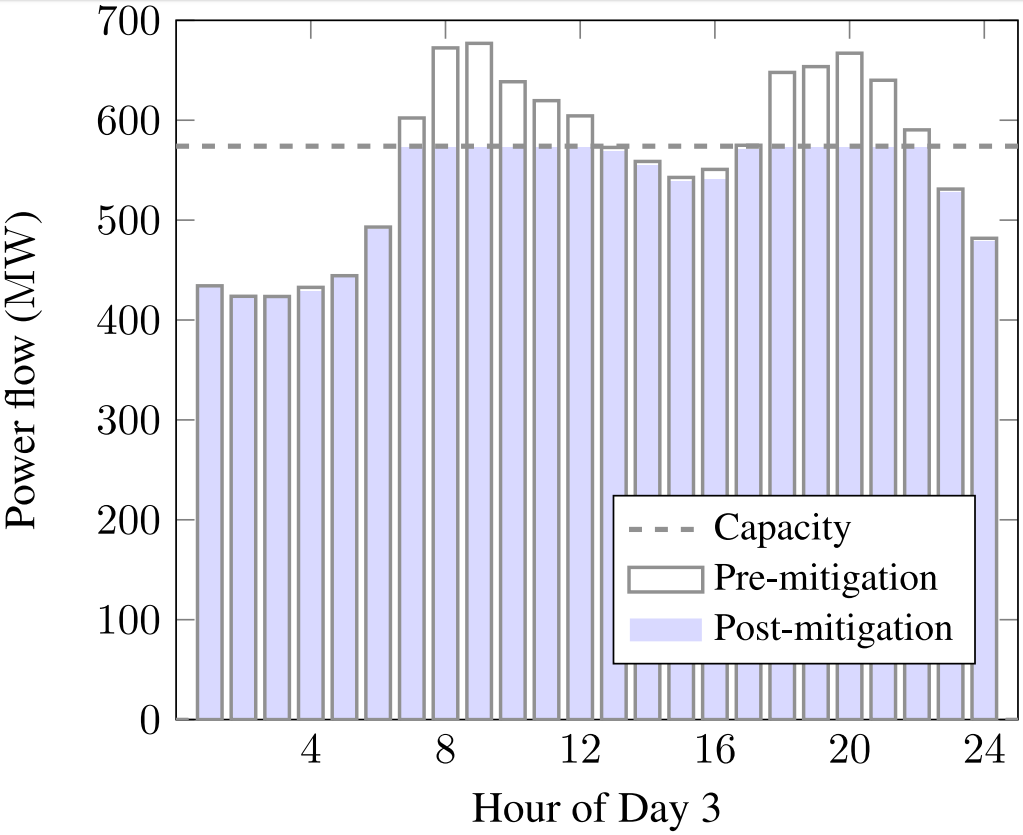 700
600
500
400
300
200
100
0
Power flow (MW)
Capacity
Pre-mitigation
Post-mitigation
4 8 12 16 20 24
Hour of Day 3